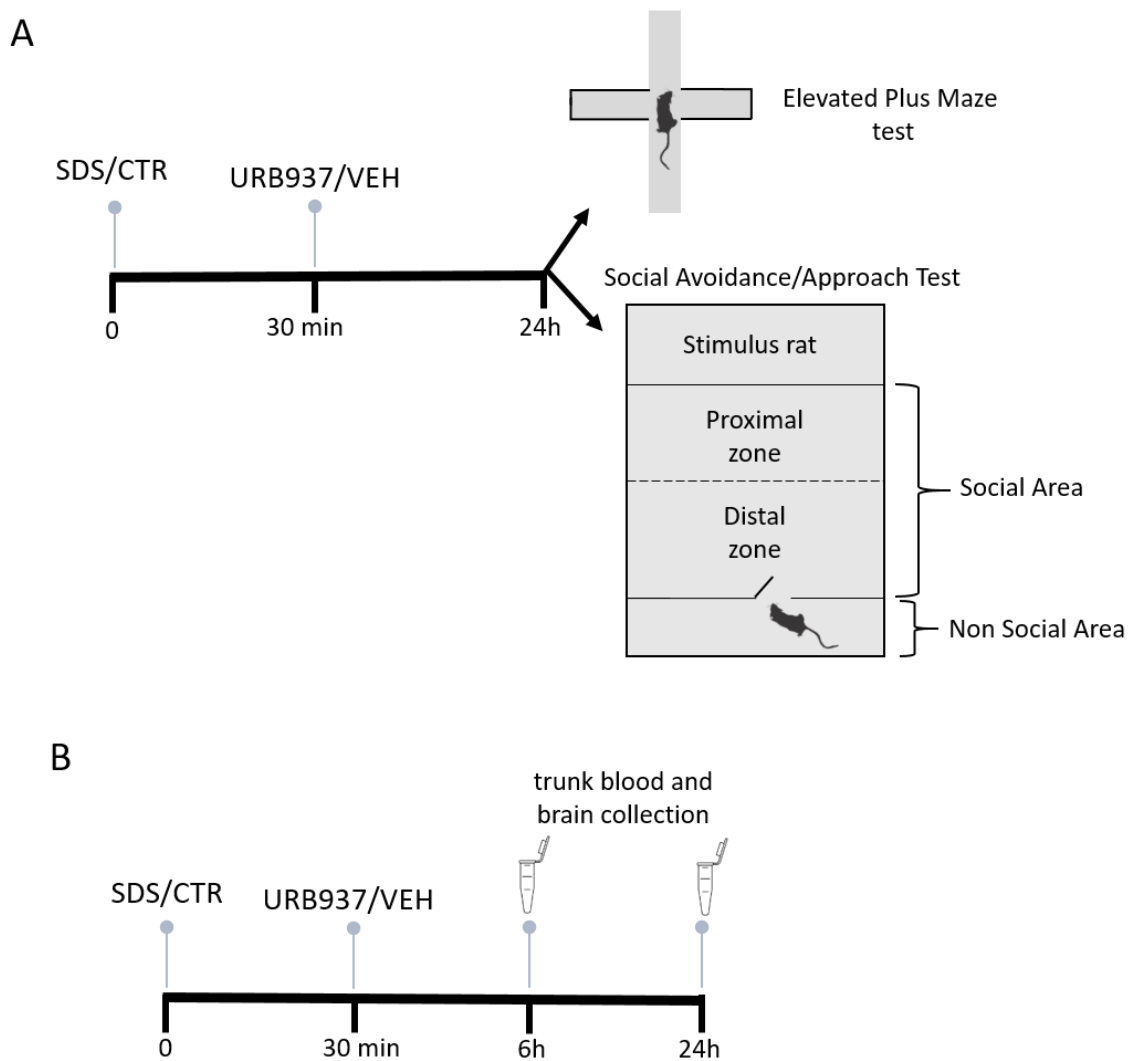 A
Elevated Plus Maze
test
SDS/CTR
URB937/VEH
0
30 min
24h
Social Avoidance/Approach Test
Stimulus rat
Proximal
zone
Distal
zone
Social Area
Non Social Area
B
trunk blood and
brain collection
SDS/CTR
URB937/VEH
0
30 min
6h
24h